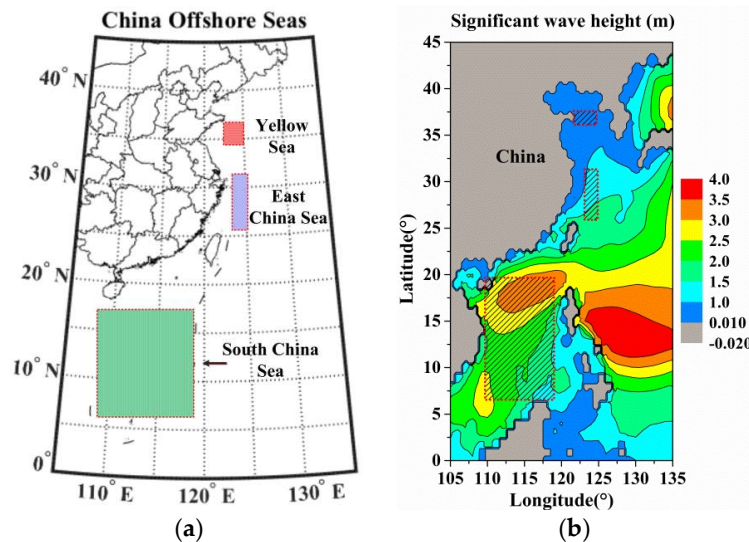 China Offshore Seas
40° N
30° N
20° N
10° N
0°
110° E
120° E
130° E
Yellow
Sea
East
China Sea
South China
Sea
(a)
Significant wave height (m)
45
40
35
30
25
20
15
10
5
0
Latitude(°)
China
105 110 115 120 125 130 135
Longitude(°)
4.0
3.5
3.0
2.5
2.0
1.5
1.0
0.010
-0.020
(b)